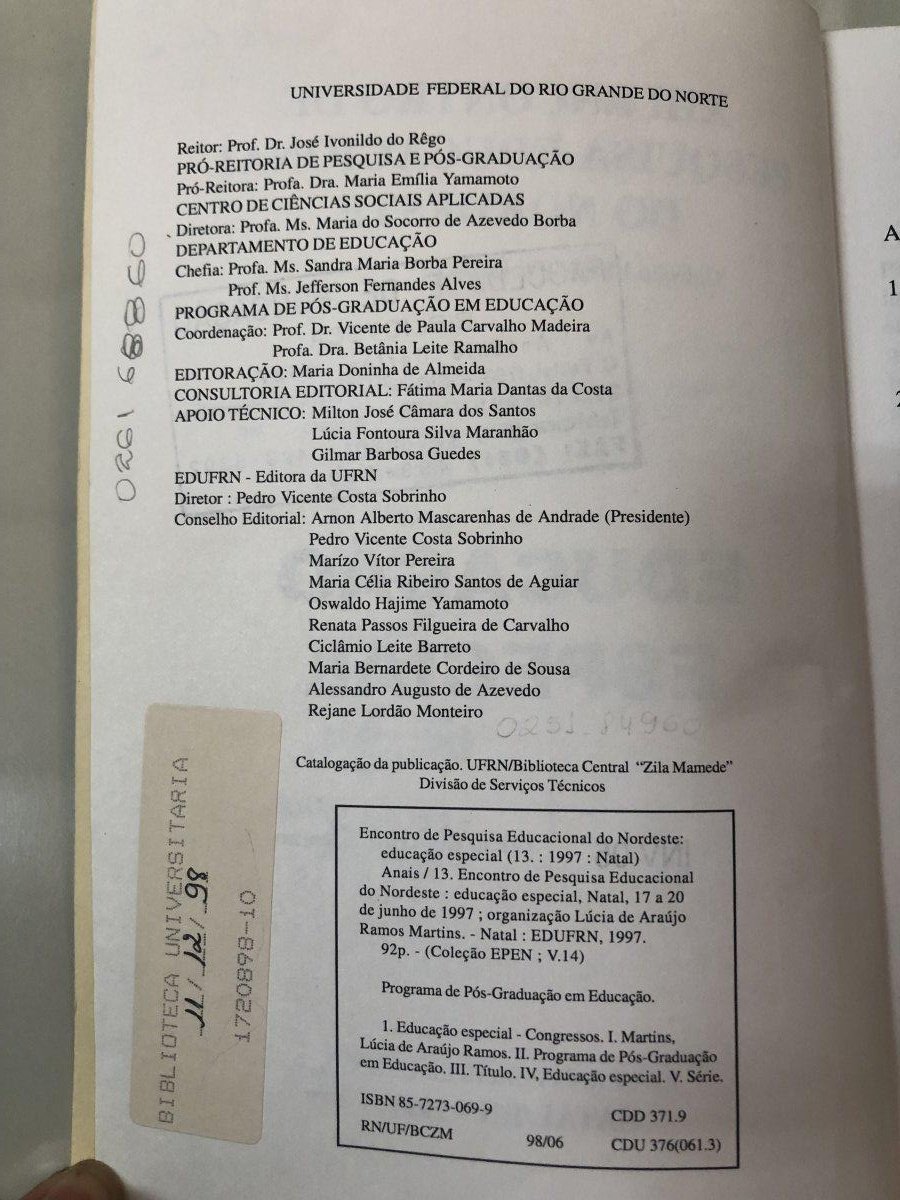 UNIVERSIDADE FEDERAL DO RIO GRANDE DO NORTE
Reitor: Prof. Dr. José Ivonildo do Rêgo
PRÓ-REITORIA DE PESQUISA E PÓS-GRADUAÇÃO
Pró-Reitora: Profa. Dra. Maria Emília Yamamoto
CENTRO DE CIÊNCIAS SOCIAIS APLICADAS
Diretora: Profa. Ms. Maria do Socorro de Azevedo Borba
DEPARTAMENTO DE EDUCAÇÃO
Chefia: Profa. Ms. Sandra Maria Borba Pereira
Prof. Ms. Jefferson Fernandes Alves
PROGRAMA DE PÓS-GRADUAÇÃO EM EDUCAÇÃO
Coordenação: Prof. Dr. Vicente de Paula Carvalho Madeira
Profa. Dra. Betânia Leite Ramalho
EDITORAÇÃO: Maria Doninha de Almeida
CONSULTORIA EDITORIAL: Fátima Maria Dantas da Costa
APOIO TÉCNICO: Milton José Câmara dos Santos
Lúcia Fontoura Silva Maranhão
Gilmar Barbosa Guedes
EDUFRN - Editora da UFRN
Diretor : Pedro Vicente Costa Sobrinho
Conselho Editorial: Arnon Alberto Mascarenhas de Andrade (Presidente)
Pedro Vicente Costa Sobrinho
Marízo Vítor Pereira
Maria Célia Ribeiro Santos de Aguiar
Oswaldo Hajime Yamamoto
Renata Passos Filgueira de Carvalho
Ciclâmio Leite Barreto
Maria Bernardete Cordeiro de Sousa
Alessandro Augusto de Azevedo
Rejane Lordão Monteiro
0251.84960
Catalogação da publicação. UFRN/Biblioteca Central “Zila Mamede”
Divisão de Serviços Técnicos
Encontro de Pesquisa Educacional do Nordeste:
educação especial (13. : 1997 : Natal)
Anais / 13. Encontro de Pesquisa Educacional
do Nordeste : educação especial, Natal, 17 a 20
de junho de 1997 ; organização Lúcia de Araújo
Ramos Martins. - Natal : EDUFRN, 1997.
92p. - (Coleção EPEN ; V.14)
Programa de Pós-Graduação em Educação.
1. Educação especial - Congressos. I. Martins,
Lúcia de Araújo Ramos. II. Programa de Pós-Graduação
em Educação. III. Título. IV, Educação especial. V. Série.
ISBN 85-7273-069-9 CDD 371.9
RN/UF/BCZM 98/06 CDU 376(061.3)
BIBLIOTECA UNIVERSITARIA
11/12/98
1720898-10
A
1
2